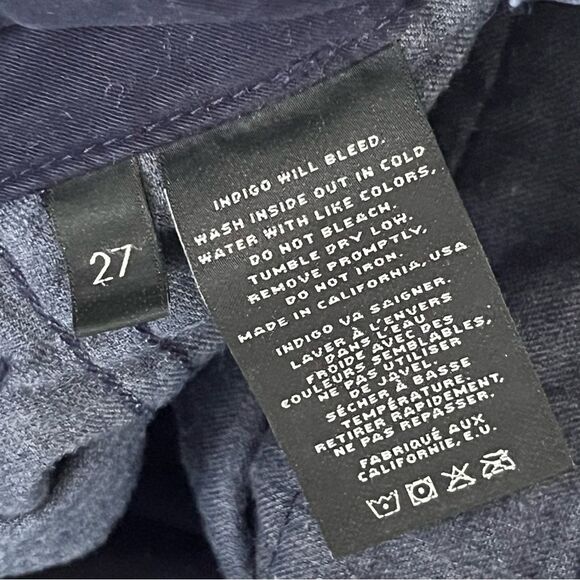 27
INDIGO WILL BLEED.
WASH INSIDE OUT IN COLD
WATER WITH LIKE COLORS.
DO NOT BLEACH.
TUMBLE DRY LOW.
REMOVE PROMPTLY,
DO NOT IRON.
MADE IN CALIFORNIA, USA
INDIGO VA SAIGNER.
LAVER À L'ENVERS
DANS L'EAU
FROIDE AVEC DES
COULEURS SEMBLABLES,
NE PAS UTILISER
DE JAVEL.
SÉCHER À BASSE
TEMPÉRATURE.
RETIRER RAPIDEMENT,
NE PAS REPASSER.
FABRIQUÉ AUX
CALIFORNIE, E.U.